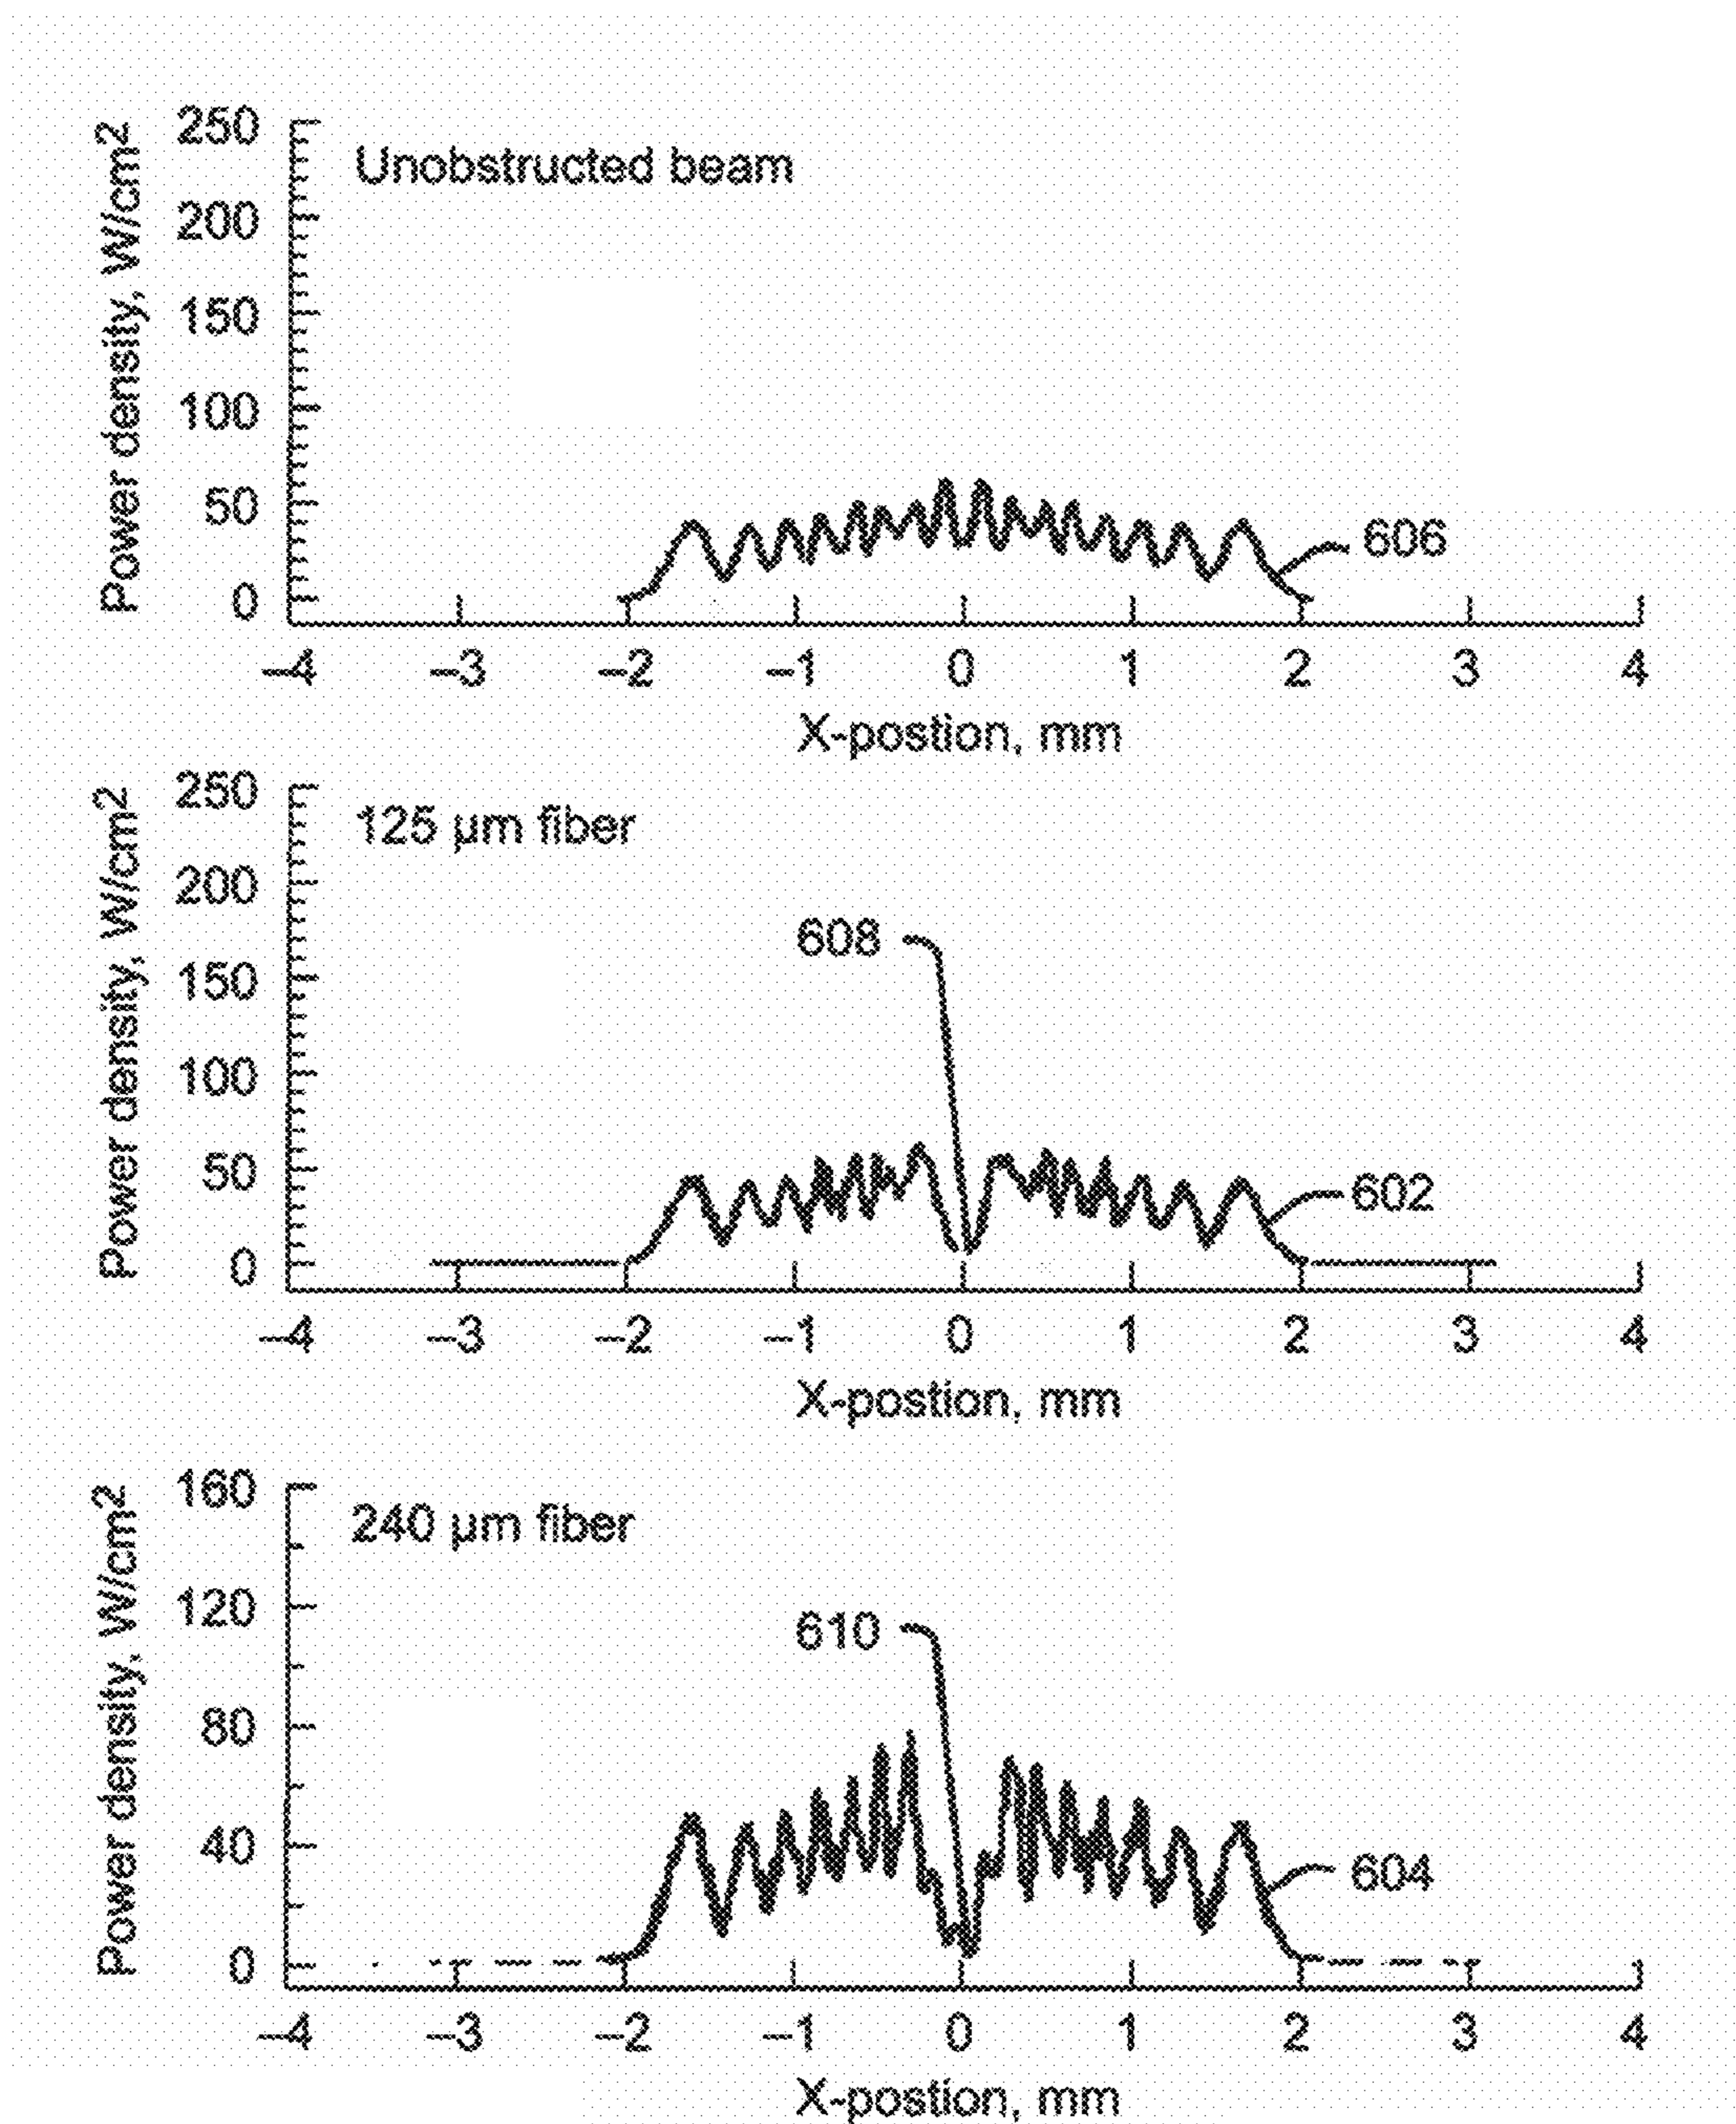 Power density, W/cm2
250
200
150
100
50
0
Unobstructed beam
606
–4 –3 –2 –1 0 1 2 3 4
X-postion, mm
Power density, W/cm2
250
200
150
100
50
0
125 µm fiber
608
602
–4 –3 –2 –1 0 1 2 3 4
X-postion, mm
Power density, W/cm2
160
120
80
40
0
240 µm fiber
610
604
–4 –3 –2 –1 0 1 2 3 4
X-postion, mm